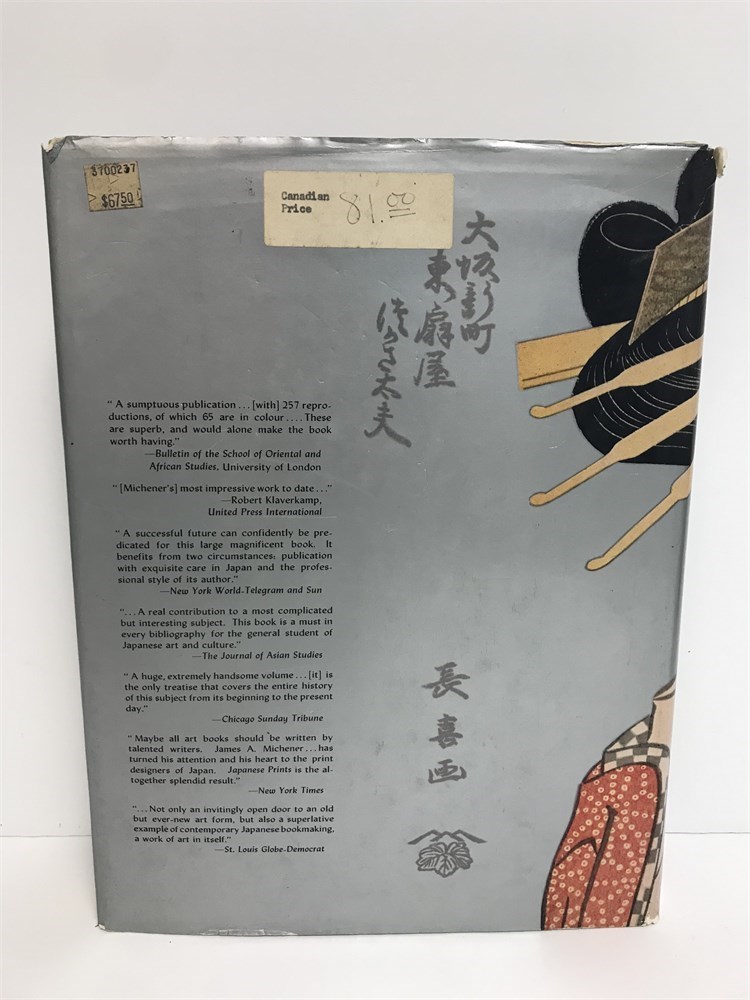 3700237
$67.50
Canadian
Price
81.00
大坂新町
東ノ扇屋
つかさ太夫
" A sumptuous publication ... [with] 257 repro-
ductions, of which 65 are in colour .... These
are superb, and would alone make the book
worth having."
—Bulletin of the School of Oriental and
African Studies, University of London
" [Michener's] most impressive work to date ..."
—Robert Klaverkamp,
United Press International
" A successful future can confidently be pre-
dicated for this large magnificent book. It
benefits from two circumstances: publication
with exquisite care in Japan and the profes-
sional style of its author."
—New York World-Telegram and Sun
"... A real contribution to a most complicated
but interesting subject. This book is a must in
every bibliography for the general student of
Japanese art and culture."
—The Journal of Asian Studies
" A huge, extremely handsome volume ... [it] is
the only treatise that covers the entire history
of this subject from its beginning to the present
day."
—Chicago Sunday Tribune
"Maybe all art books should be written by
talented writers. James A. Michener ... has
turned his attention and his heart to the print
designers of Japan. Japanese Prints is the al-
together splendid result."
—New York Times
"... Not only an invitingly open door to an old
but ever-new art form, but also a superlative
example of contemporary Japanese bookmaking,
a work of art in itself."
—St. Louis Globe-Democrat
長喜画